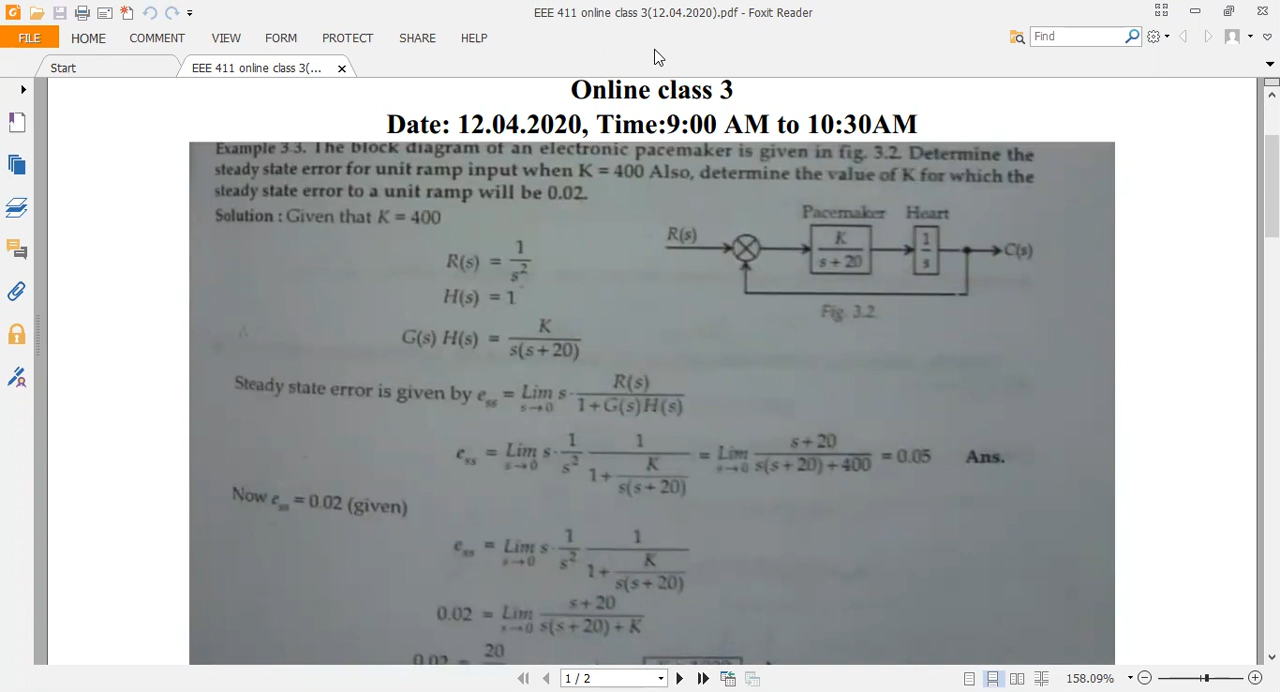 EEE 411 online class 3(12.04.2020).pdf - Foxit Reader
FILE HOME COMMENT VIEW FORM PROTECT SHARE HELP
Find
Start
EEE 411 online class 3(...
Online class 3
Date: 12.04.2020, Time:9:00 AM to 10:30AM
Example 3.3. The block diagram of an electronic pacemaker is given in fig. 3.2. Determine the
steady state error for unit ramp input when K = 400 Also, determine the value of K for which the
steady state error to a unit ramp will be 0.02.
Solution : Given that K = 400
Pacemaker Heart
R(s)
K / s + 20
1 / s
C(s)
Fig. 3.2
R(s) = 1 / s²
H(s) = 1
G(s) H(s) = K / s(s + 20)
Steady state error is given by e_ss = Lim s→0 s · R(s) / 1 + G(s)H(s)
e_ss = Lim s→0 s · 1 / s² · 1 / 1 + K / s(s + 20) = Lim s→0 s + 20 / s(s + 20) + 400 = 0.05 Ans.
Now e_ss = 0.02 (given)
e_ss = Lim s→0 s · 1 / s² · 1 / 1 + K / s(s + 20)
0.02 = Lim s→0 s + 20 / s(s + 20) + K
0.02 = 20
1 / 2
158.09%